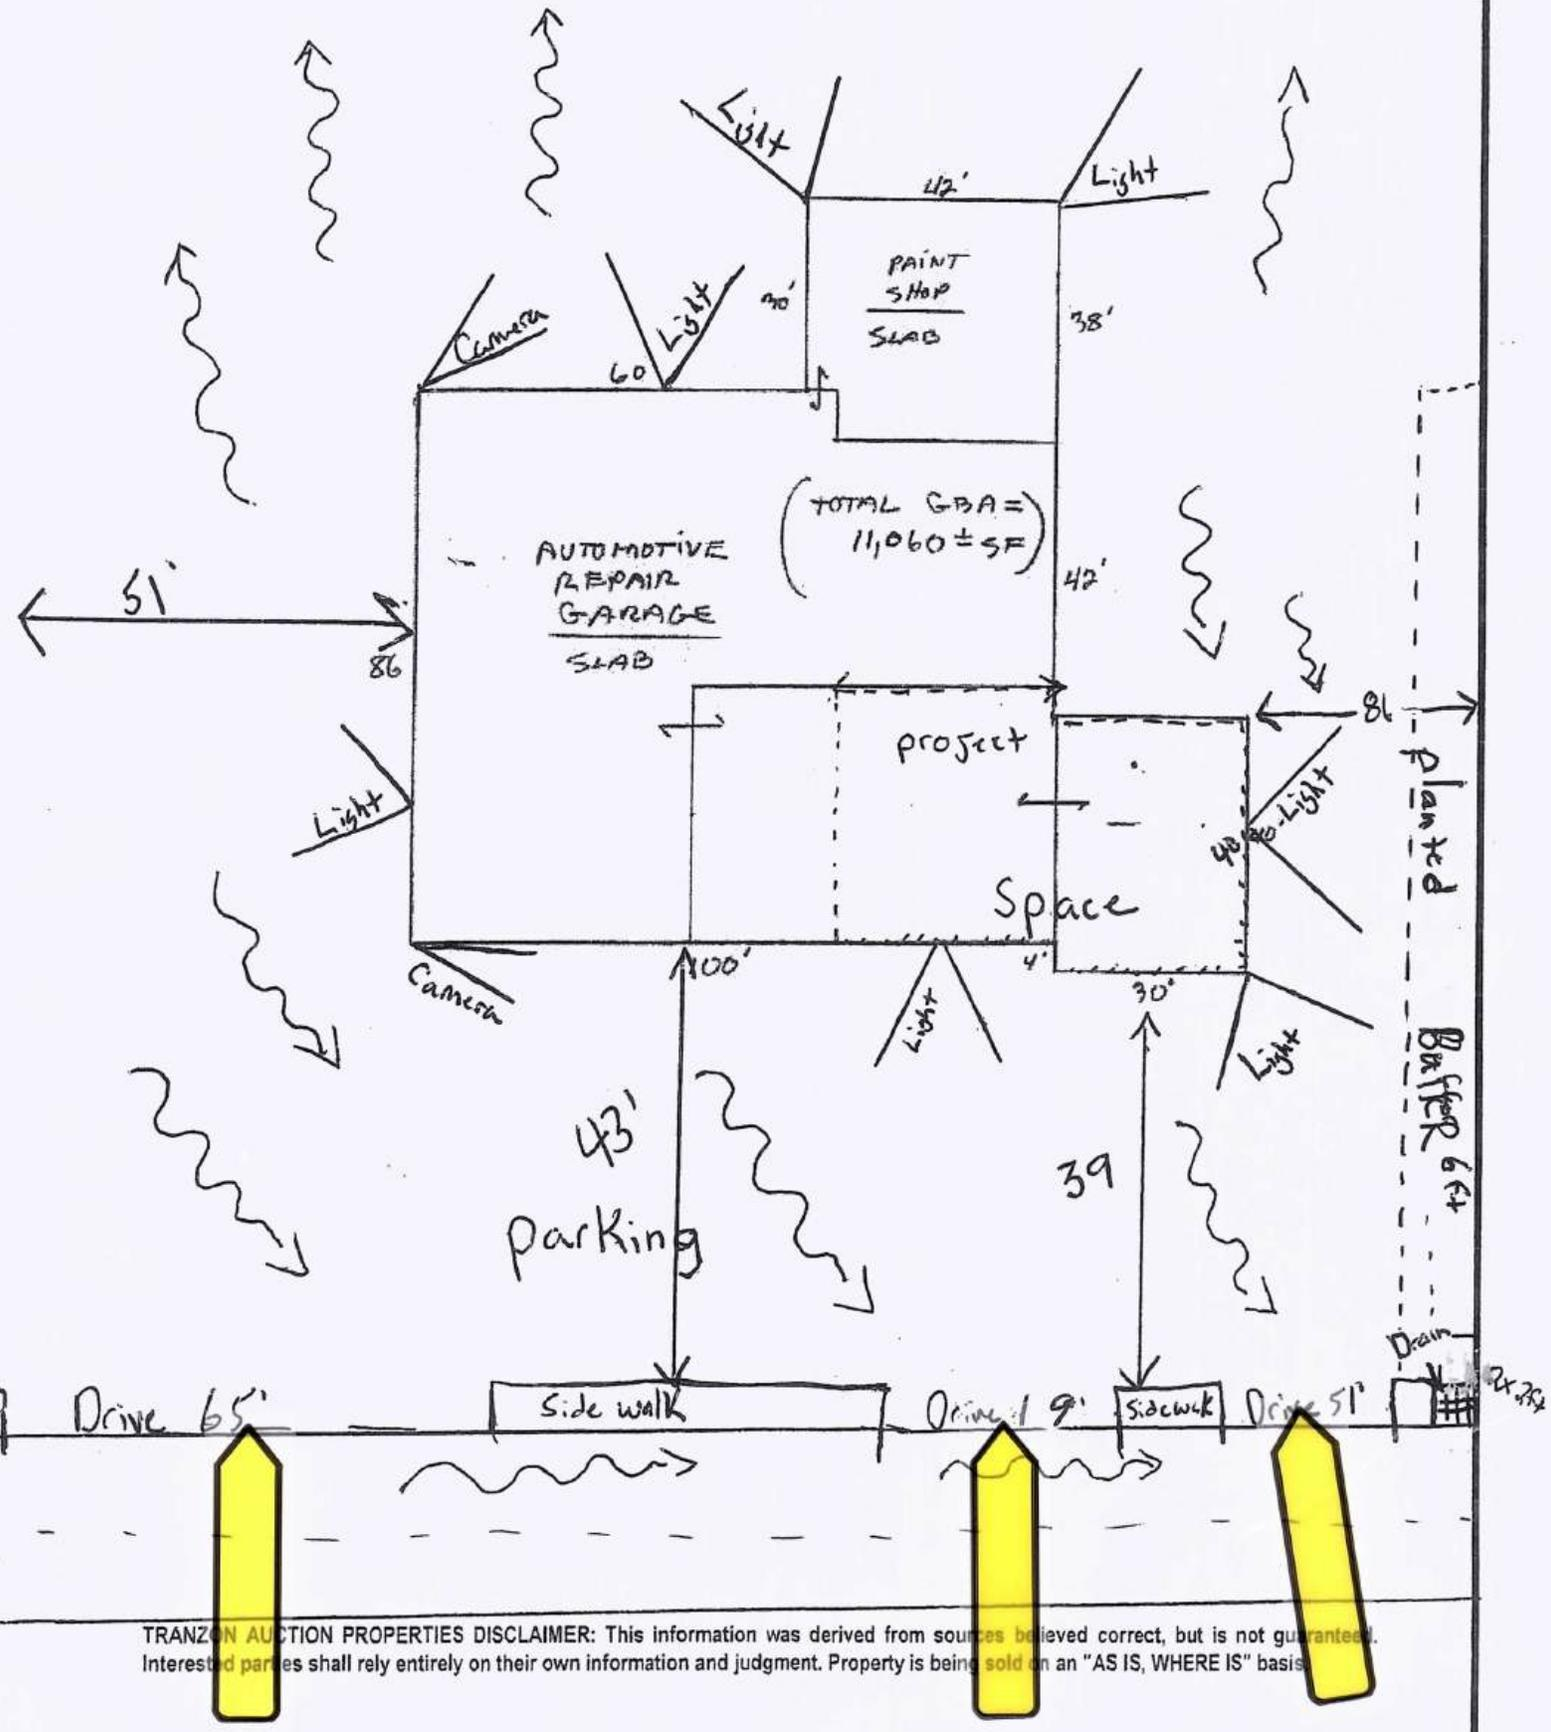 Light
42'
Light
PAINT
SHOP
SLAB
30'
38'
Camera
Light
60
(TOTAL GBA =
11,060 ± SF)
AUTOMOTIVE
REPAIR
GARAGE
SLAB
51'
86
42'
project
86
Light
Light
40
planted
Space
Camera
100'
4'
30'
Light
Light
Buffer 6 ft
43'
39
parking
Drain
Drive 65'
Side walk
Drive 19'
Sidewalk
Drive 51'
TRANZON AUCTION PROPERTIES DISCLAIMER: This information was derived from sources believed correct, but is not guaranteed.
Interested parties shall rely entirely on their own information and judgment. Property is being sold on an "AS IS, WHERE IS" basis.